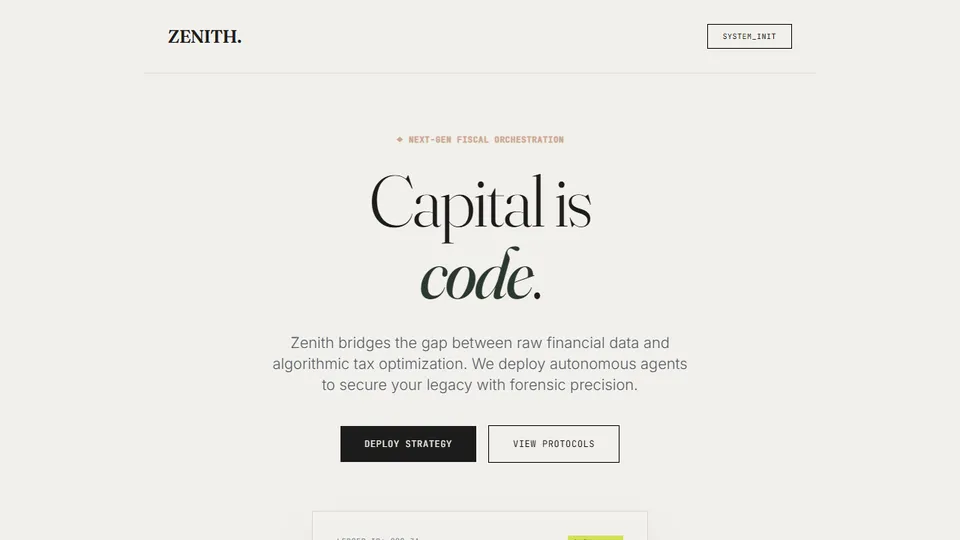 ZENITH.
SYSTEM_INIT
✦ NEXT-GEN FISCAL ORCHESTRATION
Capital is
code.
Zenith bridges the gap between raw financial data and
algorithmic tax optimization. We deploy autonomous agents
to secure your legacy with forensic precision.
DEPLOY STRATEGY
VIEW PROTOCOLS